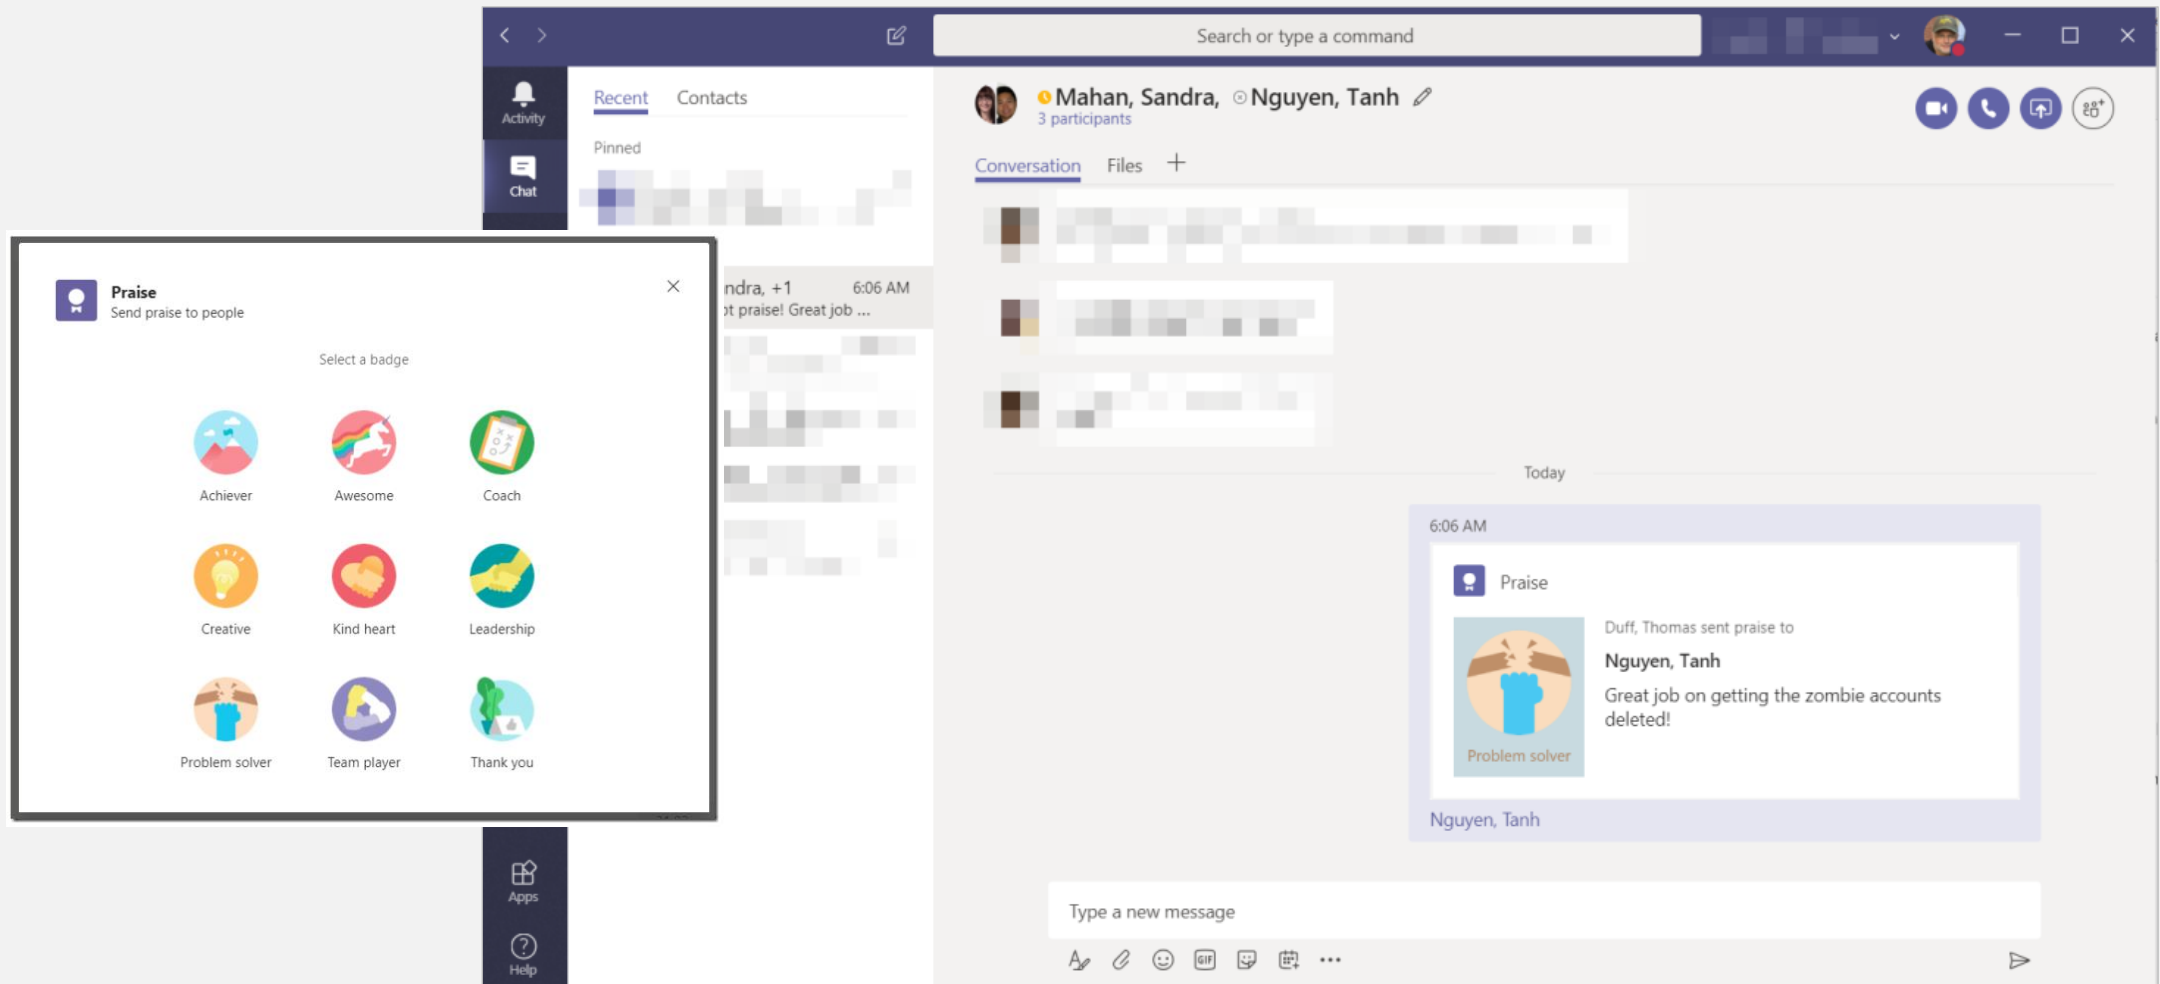 Search or type a command
Activity
Chat
Recent
Contacts
Pinned
ndra, +1
6:06 AM
praise! Great job ...
Mahan, Sandra,
Nguyen, Tanh
3 participants
Conversation
Files
Today
6:06 AM
Praise
Duff, Thomas sent praise to
Nguyen, Tanh
Great job on getting the zombie accounts
deleted!
Problem solver
Nguyen, Tanh
Type a new message
GIF
Apps
Help
Praise
Send praise to people
Select a badge
Achiever
Awesome
Coach
Creative
Kind heart
Leadership
Problem solver
Team player
Thank you